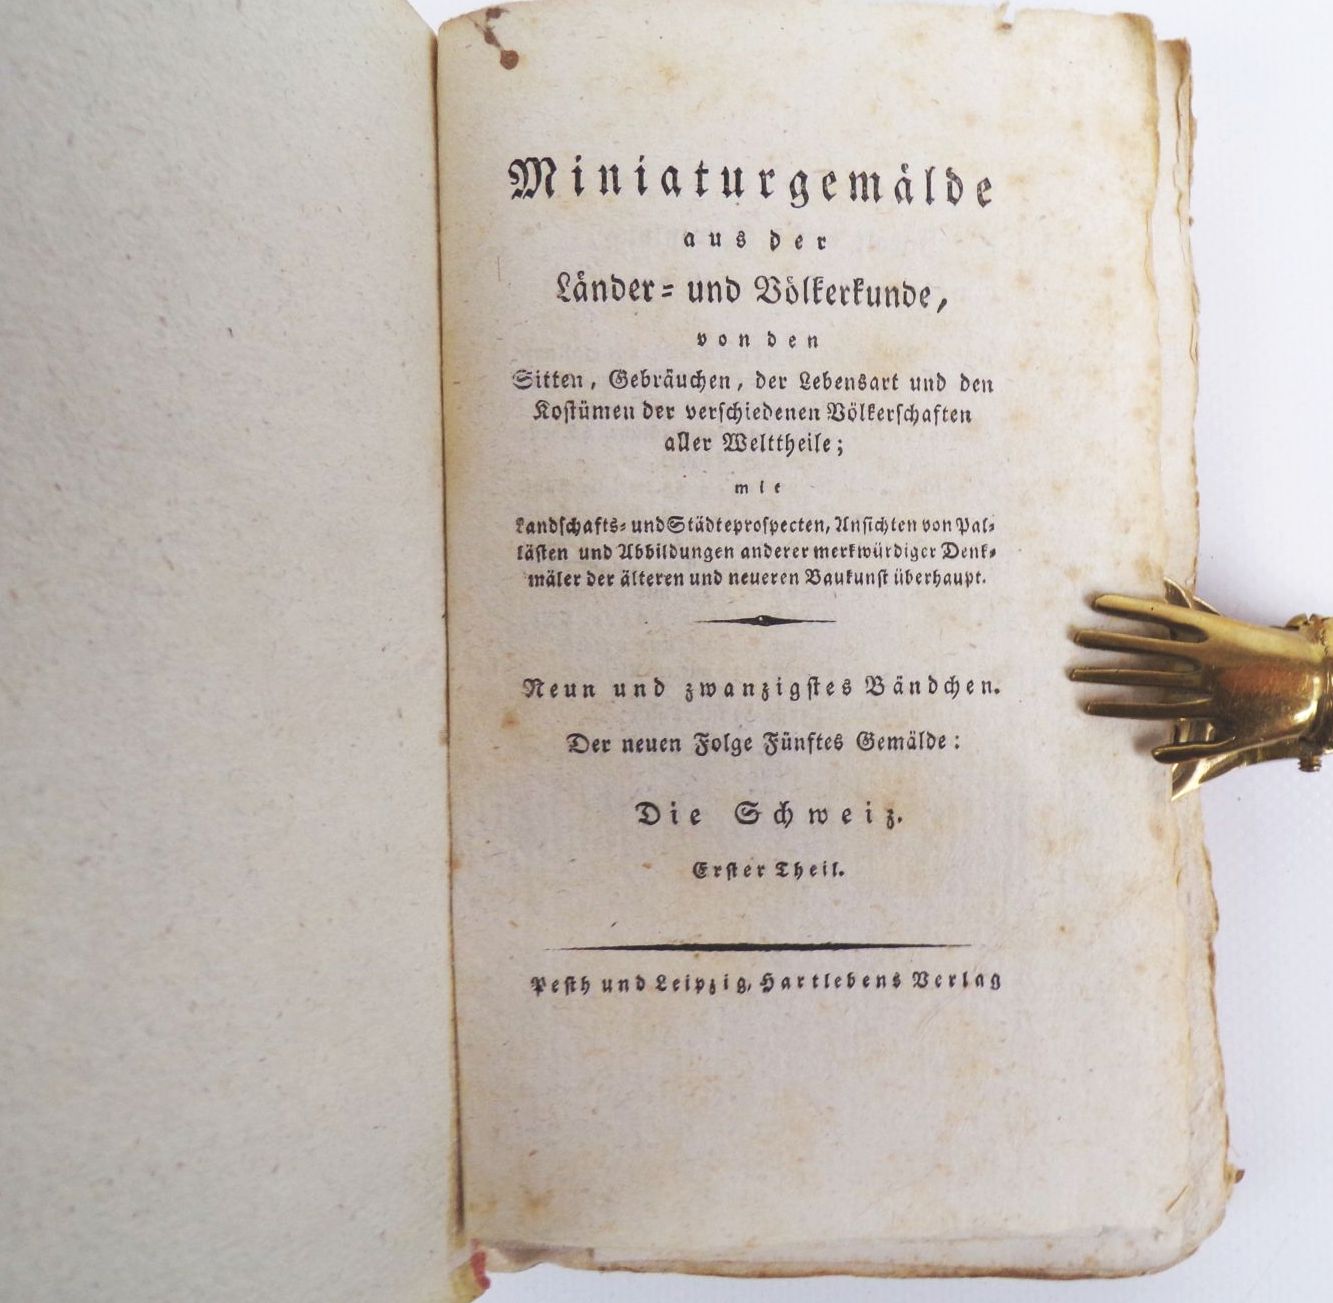 Miniaturgemälde
aus der
Länder- und Völkerkunde,
von den
Sitten, Gebräuchen, der Lebensart und den
Kostümen der verschiedenen Völkerschaften
aller Welttheile;
mit
Landschafts- und Städteprospecten, Ansichten von Pal-
lästen und Abbildungen anderer merkwürdiger Denk-
mäler der älteren und neueren Baukunst überhaupt.
Neun und zwanzigstes Bändchen.
Der neuen Folge Fünftes Gemälde:
Die Schweiz.
Erster Theil.
Pesth und Leipzig, Hartlebens Verlag